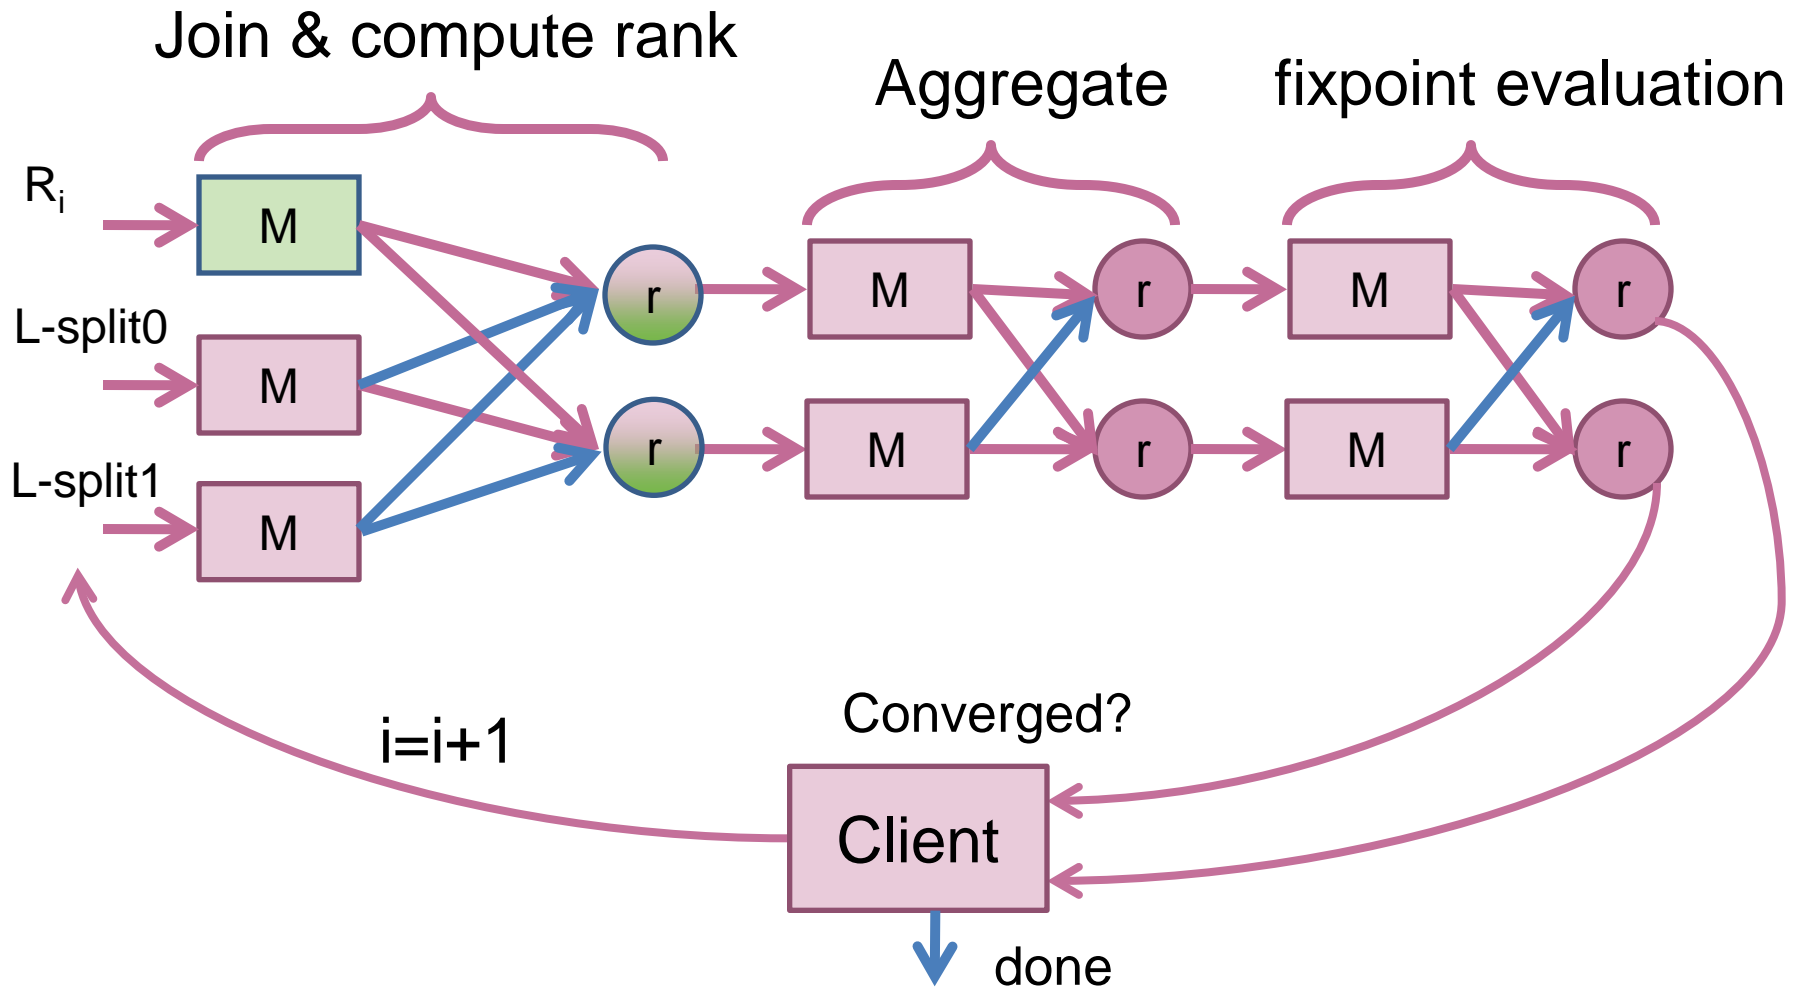 Join & compute rank
Aggregate
fixpoint evaluation
Rᵢ
M
r
M
r
M
r
L-split0
M
r
M
r
M
r
L-split1
M
Converged?
i=i+1
Client
done